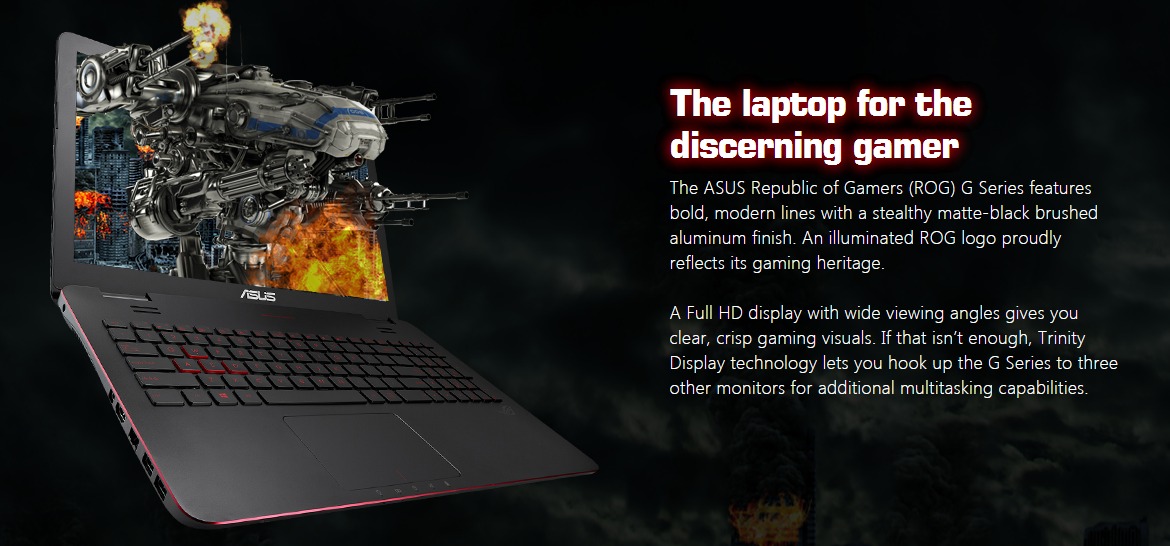 The laptop for the
discerning gamer
The ASUS Republic of Gamers (ROG) G Series features
bold, modern lines with a stealthy matte-black brushed
aluminum finish. An illuminated ROG logo proudly
reflects its gaming heritage.
A Full HD display with wide viewing angles gives you
clear, crisp gaming visuals. If that isn’t enough, Trinity
Display technology lets you hook up the G Series to three
other monitors for additional multitasking capabilities.
ASUS